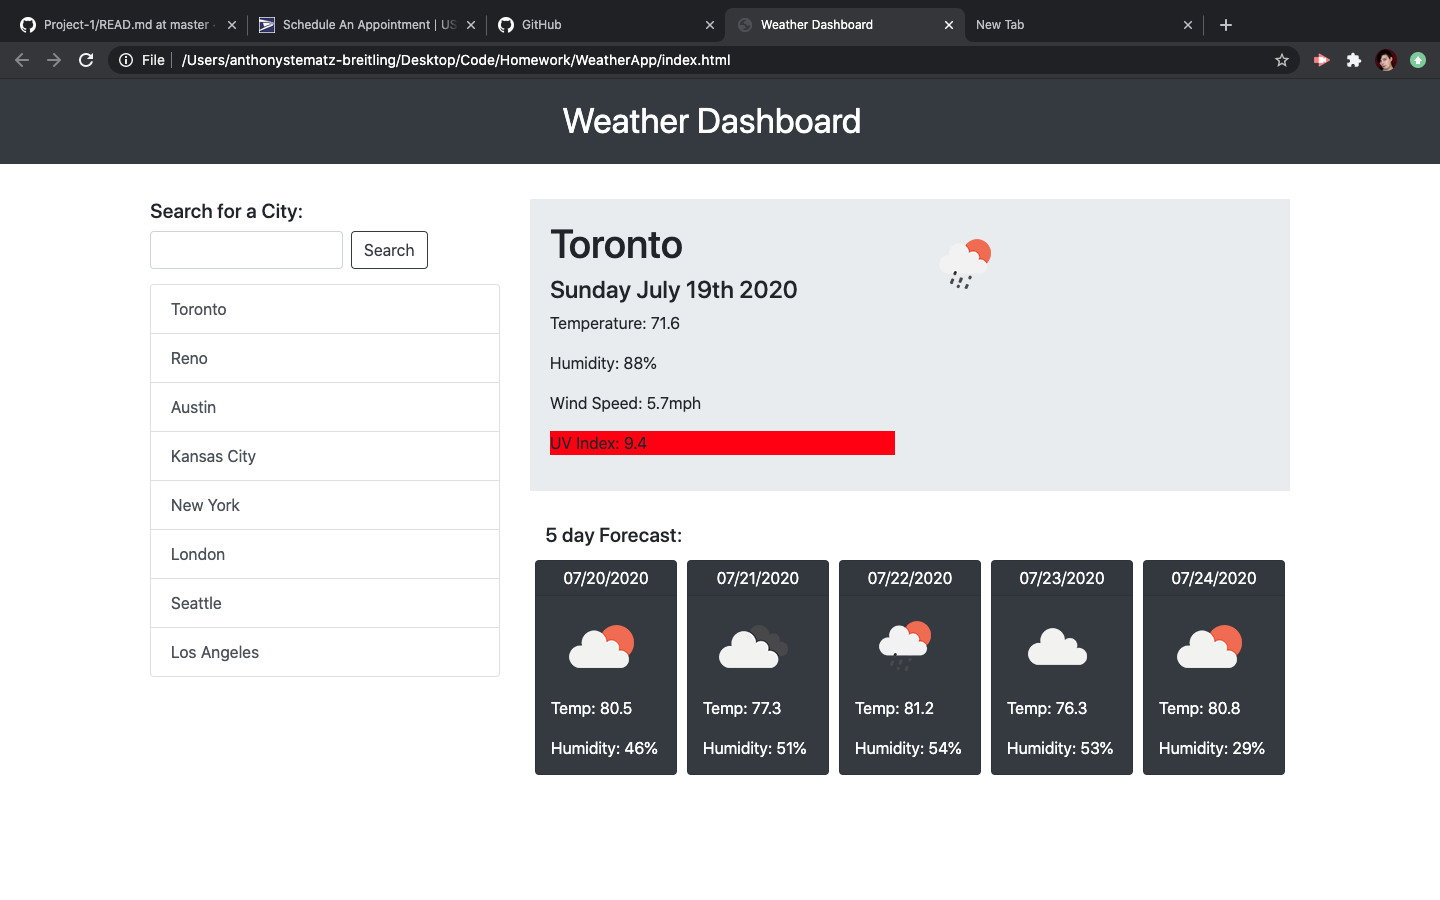 Project-1/READ.md at master ·
Schedule An Appointment | US
GitHub
Weather Dashboard
New Tab
File
/Users/anthonystematz-breitling/Desktop/Code/Homework/WeatherApp/index.html
Weather Dashboard
Search for a City:
Search
Toronto
Reno
Austin
Kansas City
New York
London
Seattle
Los Angeles
Toronto
Sunday July 19th 2020
Temperature: 71.6
Humidity: 88%
Wind Speed: 5.7mph
UV Index: 9.4
5 day Forecast:
07/20/2020
Temp: 80.5
Humidity: 46%
07/21/2020
Temp: 77.3
Humidity: 51%
07/22/2020
Temp: 81.2
Humidity: 54%
07/23/2020
Temp: 76.3
Humidity: 53%
07/24/2020
Temp: 80.8
Humidity: 29%